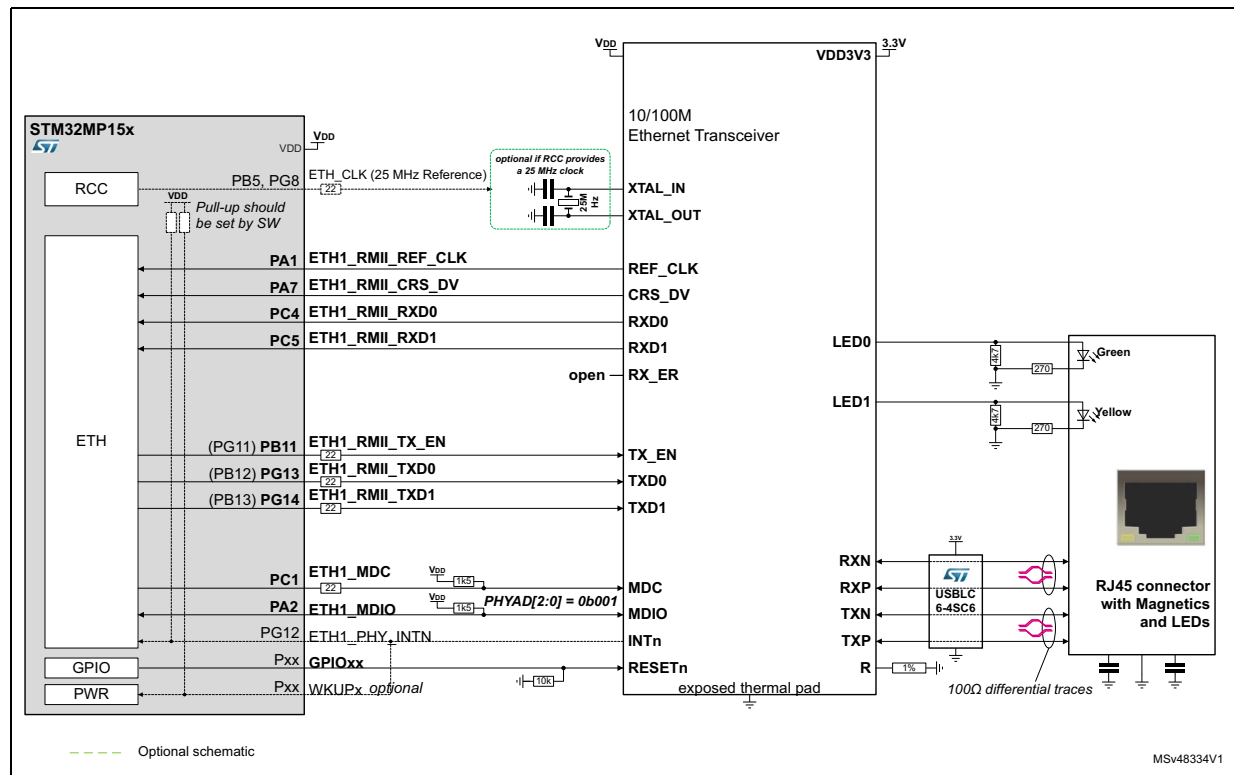 VDD
3.3V
VDD3V3
STM32MP15x
ST
VDD
VDD
10/100M
Ethernet Transceiver
optional if RCC provides
a 25 MHz clock
RCC
PB5, PG8
ETH_CLK (25 MHz Reference)
22
XTAL_IN
25M
Hz
XTAL_OUT
VDD
Pull-up should
be set by SW
PA1
ETH1_RMII_REF_CLK
REF_CLK
PA7
ETH1_RMII_CRS_DV
CRS_DV
PC4
ETH1_RMII_RXD0
RXD0
PC5
ETH1_RMII_RXD1
RXD1
open
RX_ER
LED0
4k7
270
Green
LED1
4k7
270
Yellow
ETH
(PG11) PB11
ETH1_RMII_TX_EN
22
TX_EN
(PB12) PG13
ETH1_RMII_TXD0
22
TXD0
(PB13) PG14
ETH1_RMII_TXD1
22
TXD1
PC1
ETH1_MDC
22
VDD
1k5
MDC
PA2
ETH1_MDIO
VDD
1k5
PHYAD[2:0] = 0b001
MDIO
PG12
ETH1_PHY_INTN
INTn
GPIO
Pxx
GPIOxx
10k
RESETn
PWR
Pxx
WKUPx optional
exposed thermal pad
RXN
RXP
TXN
TXP
R
1%
3.3V
ST
USBLC
6-4SC6
100Ω differential traces
RJ45 connector
with Magnetics
and LEDs
Optional schematic
MSv48334V1